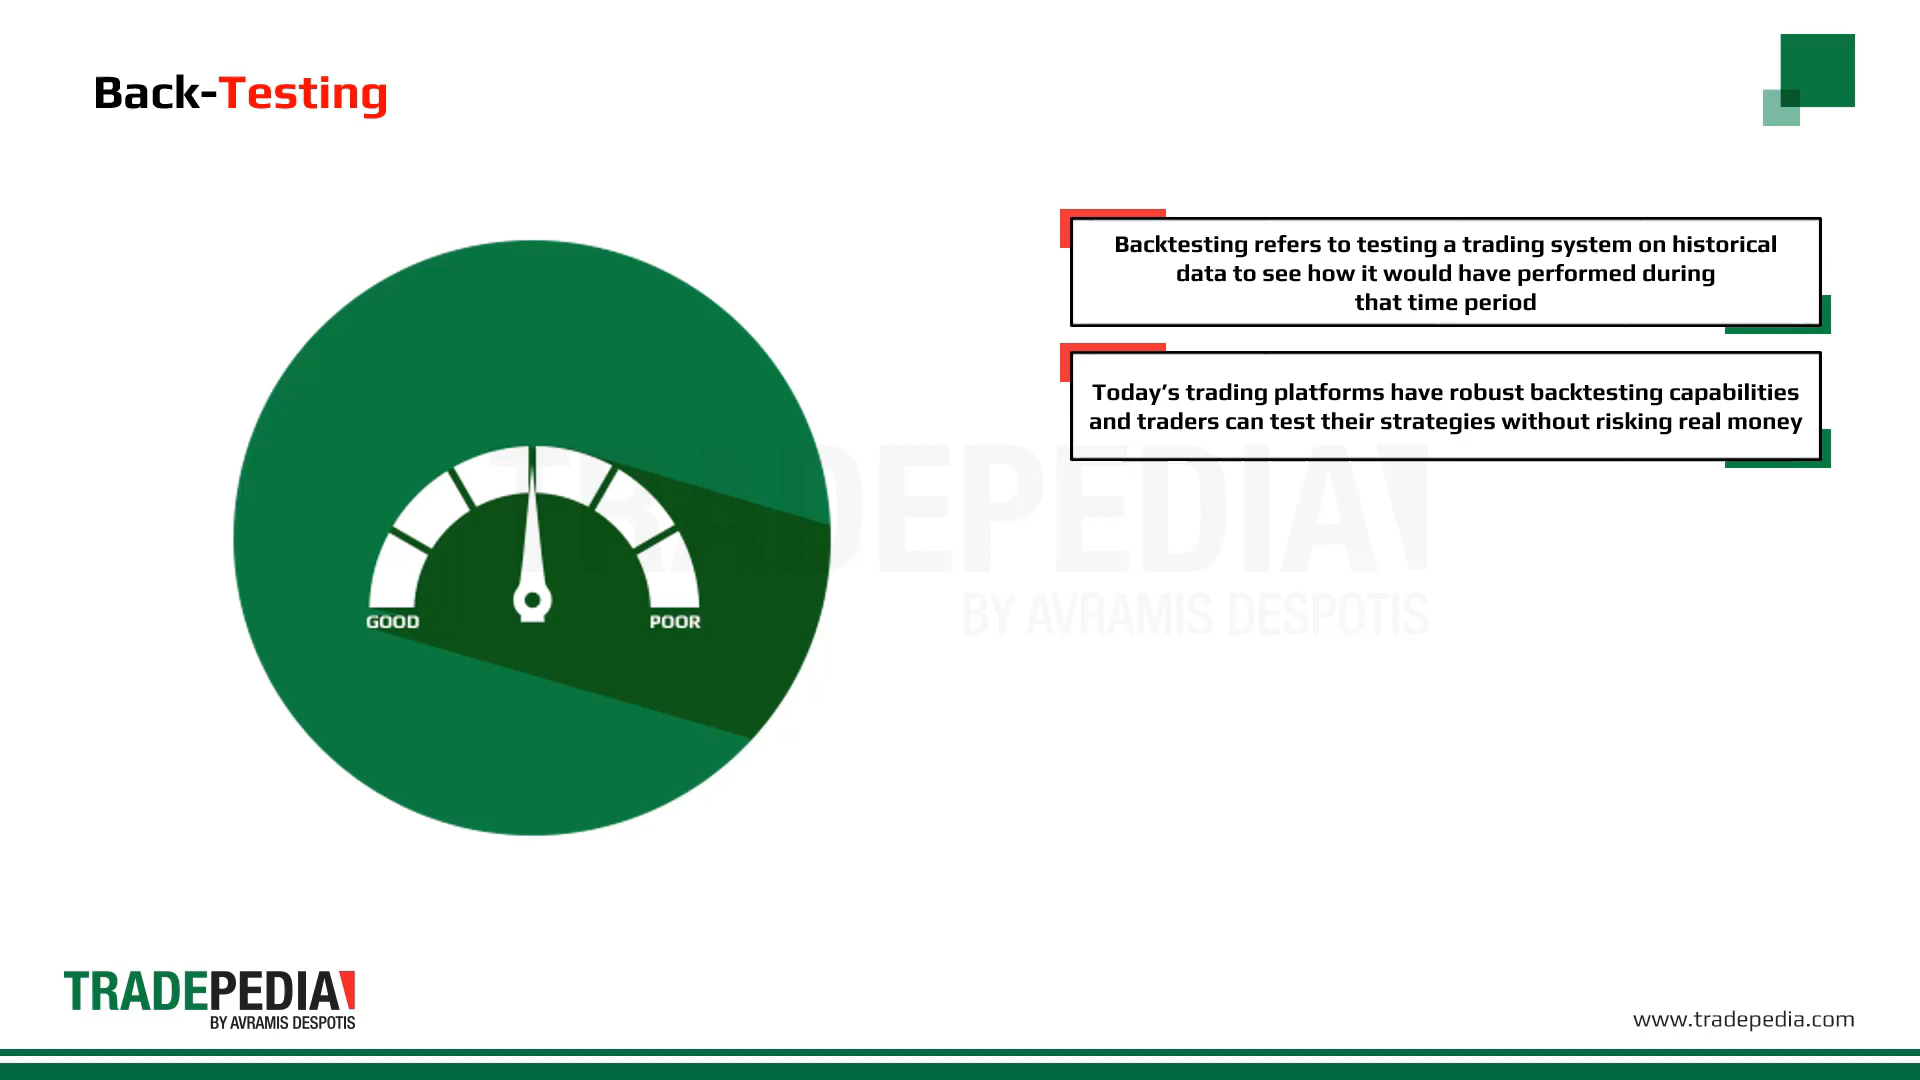 Back-Testing
Backtesting refers to testing a trading system on historical
data to see how it would have performed during
that time period
Today’s trading platforms have robust backtesting capabilities
and traders can test their strategies without risking real money
TRADEPEDIA
BY AVRAMIS DESPOTIS
GOOD
POOR
TRADEPEDIA
BY AVRAMIS DESPOTIS
www.tradepedia.com